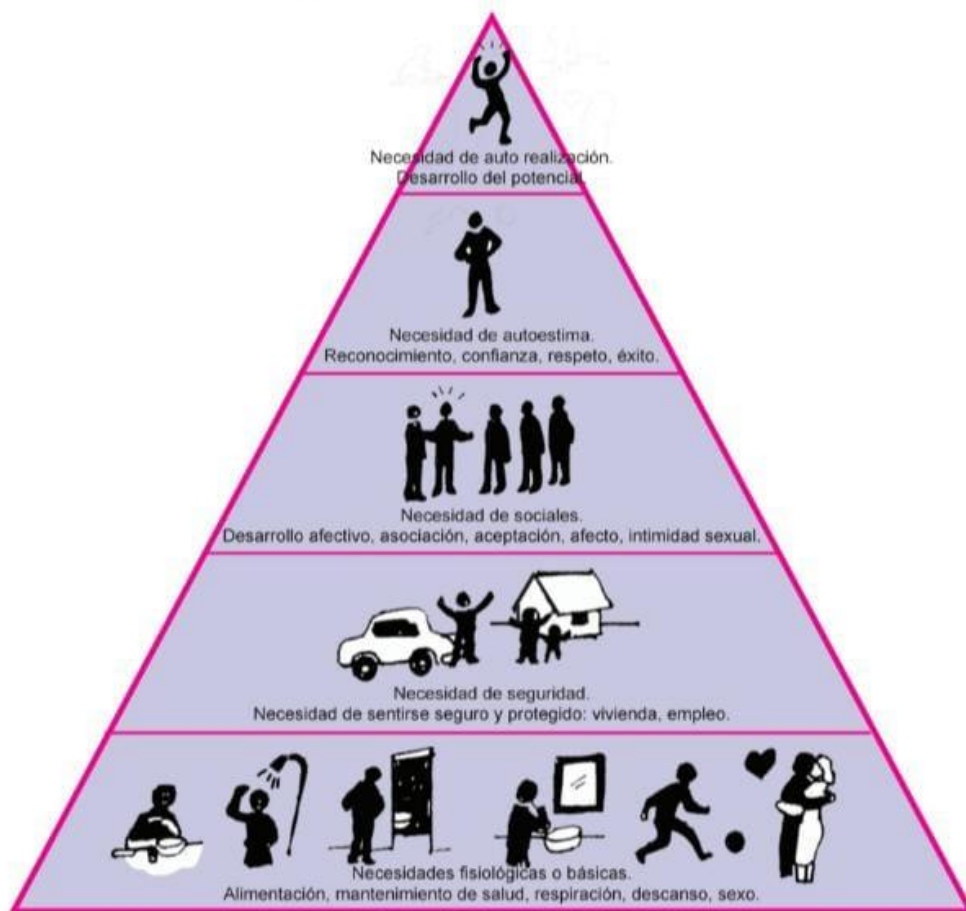 Necesidad de auto realización.
Desarrollo del potencial.
Necesidad de autoestima.
Reconocimiento, confianza, respeto, éxito.
Necesidad de sociales.
Desarrollo afectivo, asociación, aceptación, afecto, intimidad sexual.
Necesidad de seguridad.
Necesidad de sentirse seguro y protegido: vivienda, empleo.
Necesidades fisiológicas o básicas.
Alimentación, mantenimiento de salud, respiración, descanso, sexo.